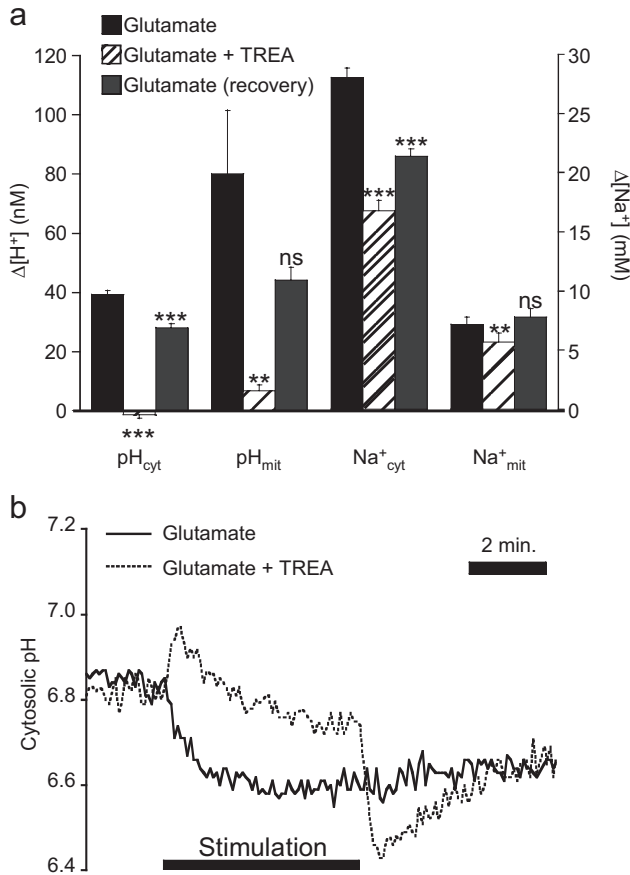 a
Glutamate
Glutamate + TREA
Glutamate (recovery)
120
100
80
60
40
20
0
Δ[H⁺] (nM)
30
25
20
15
10
5
0
Δ[Na⁺] (mM)
***
***
**
ns
***
***
**
ns
pH_cyt
pH_mit
Na⁺_cyt
Na⁺_mit
b
Glutamate
Glutamate + TREA
2 min.
7.2
7.0
6.8
6.6
6.4
Cytosolic pH
Stimulation